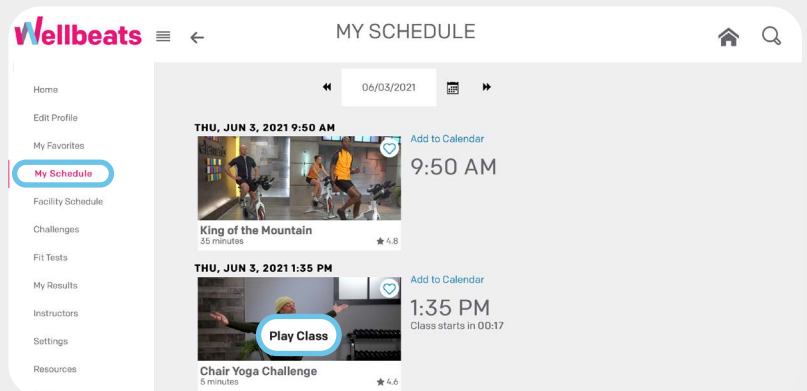 Wellbeats
MY SCHEDULE
Home
Edit Profile
My Favorites
My Schedule
Facility Schedule
Challenges
Fit Tests
My Results
Instructors
Settings
Resources
06/03/2021
THU, JUN 3, 2021 9:50 AM
Add to Calendar
9:50 AM
King of the Mountain
35 minutes
4.8
THU, JUN 3, 2021 1:35 PM
Add to Calendar
1:35 PM
Class starts in 00:17
Play Class
Chair Yoga Challenge
5 minutes
4.6